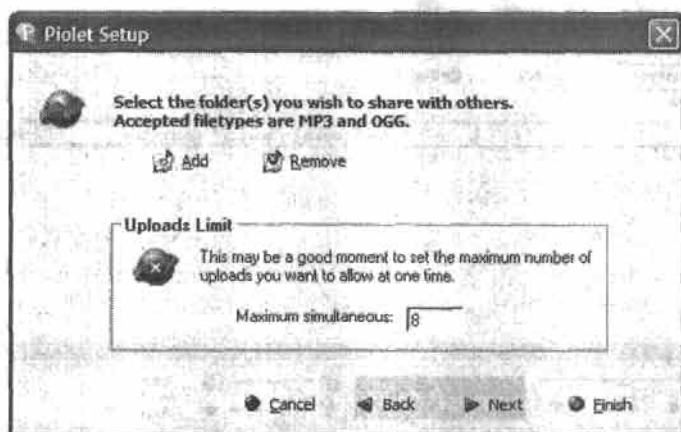 Piolet Setup
Select the folder(s) you wish to share with others.
Accepted filetypes are MP3 and OGG.
Add Remove
Uploads Limit
This may be a good moment to set the maximum number of
uploads you want to allow at one time.
Maximum simultaneous: 8
Cancel Back Next Finish